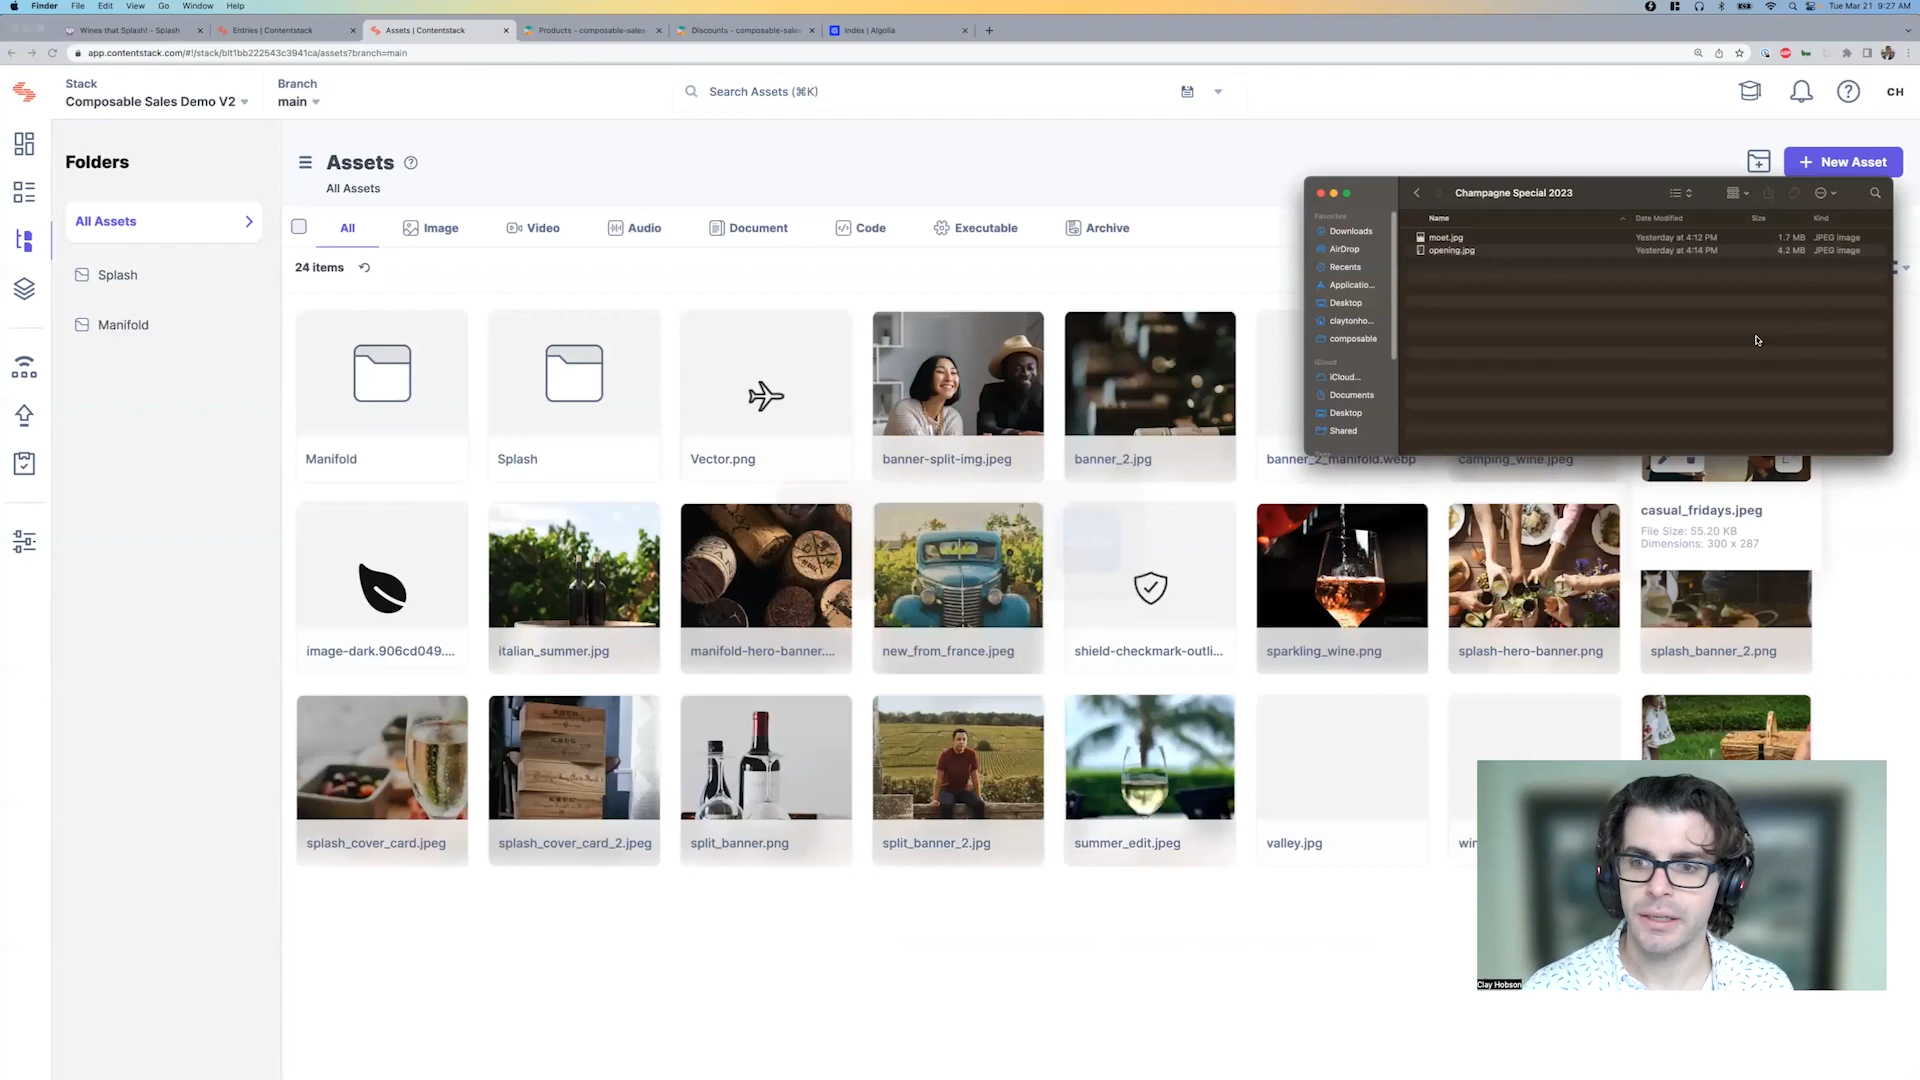 Finder File Edit View Go Window Help
Tue Mar 21 9:27 AM
Wines that Splash! - Splash
Entries | Contentstack
Assets | Contentstack
Products - composable-sales
Discounts - composable-sales
Index | Algolia
app.contentstack.com/#!/stack/blt1bb222543c3941ca/assets?branch=main
Stack
Composable Sales Demo V2
Branch
main
Search Assets (⌘K)
CH
Folders
All Assets
Splash
Manifold
Assets
All Assets
New Asset
All
Image
Video
Audio
Document
Code
Executable
Archive
24 items
Champagne Special 2023
Favorites
Downloads
AirDrop
Recents
Applicatio...
Desktop
claytonho...
composable
iCloud
iCloud...
Documents
Desktop
Shared
Name Date Modified Size Kind
moet.jpg Yesterday at 4:12 PM 1.7 MB JPEG image
opening.jpg Yesterday at 4:14 PM 4.2 MB JPEG image
Manifold
Splash
Vector.png
banner-split-img.jpeg
banner_2.jpg
banner_2_manifold.webp
camping_wine.jpeg
casual_fridays.jpeg
File Size: 55.20 KB
Dimensions: 300 x 287
image-dark.906cd049....
italian_summer.jpg
manifold-hero-banner....
new_from_france.jpeg
shield-checkmark-outli...
sparkling_wine.png
splash-hero-banner.png
splash_banner_2.png
splash_cover_card.jpeg
splash_cover_card_2.jpeg
split_banner.png
split_banner_2.jpg
summer_edit.jpeg
valley.jpg
Clay Hobson